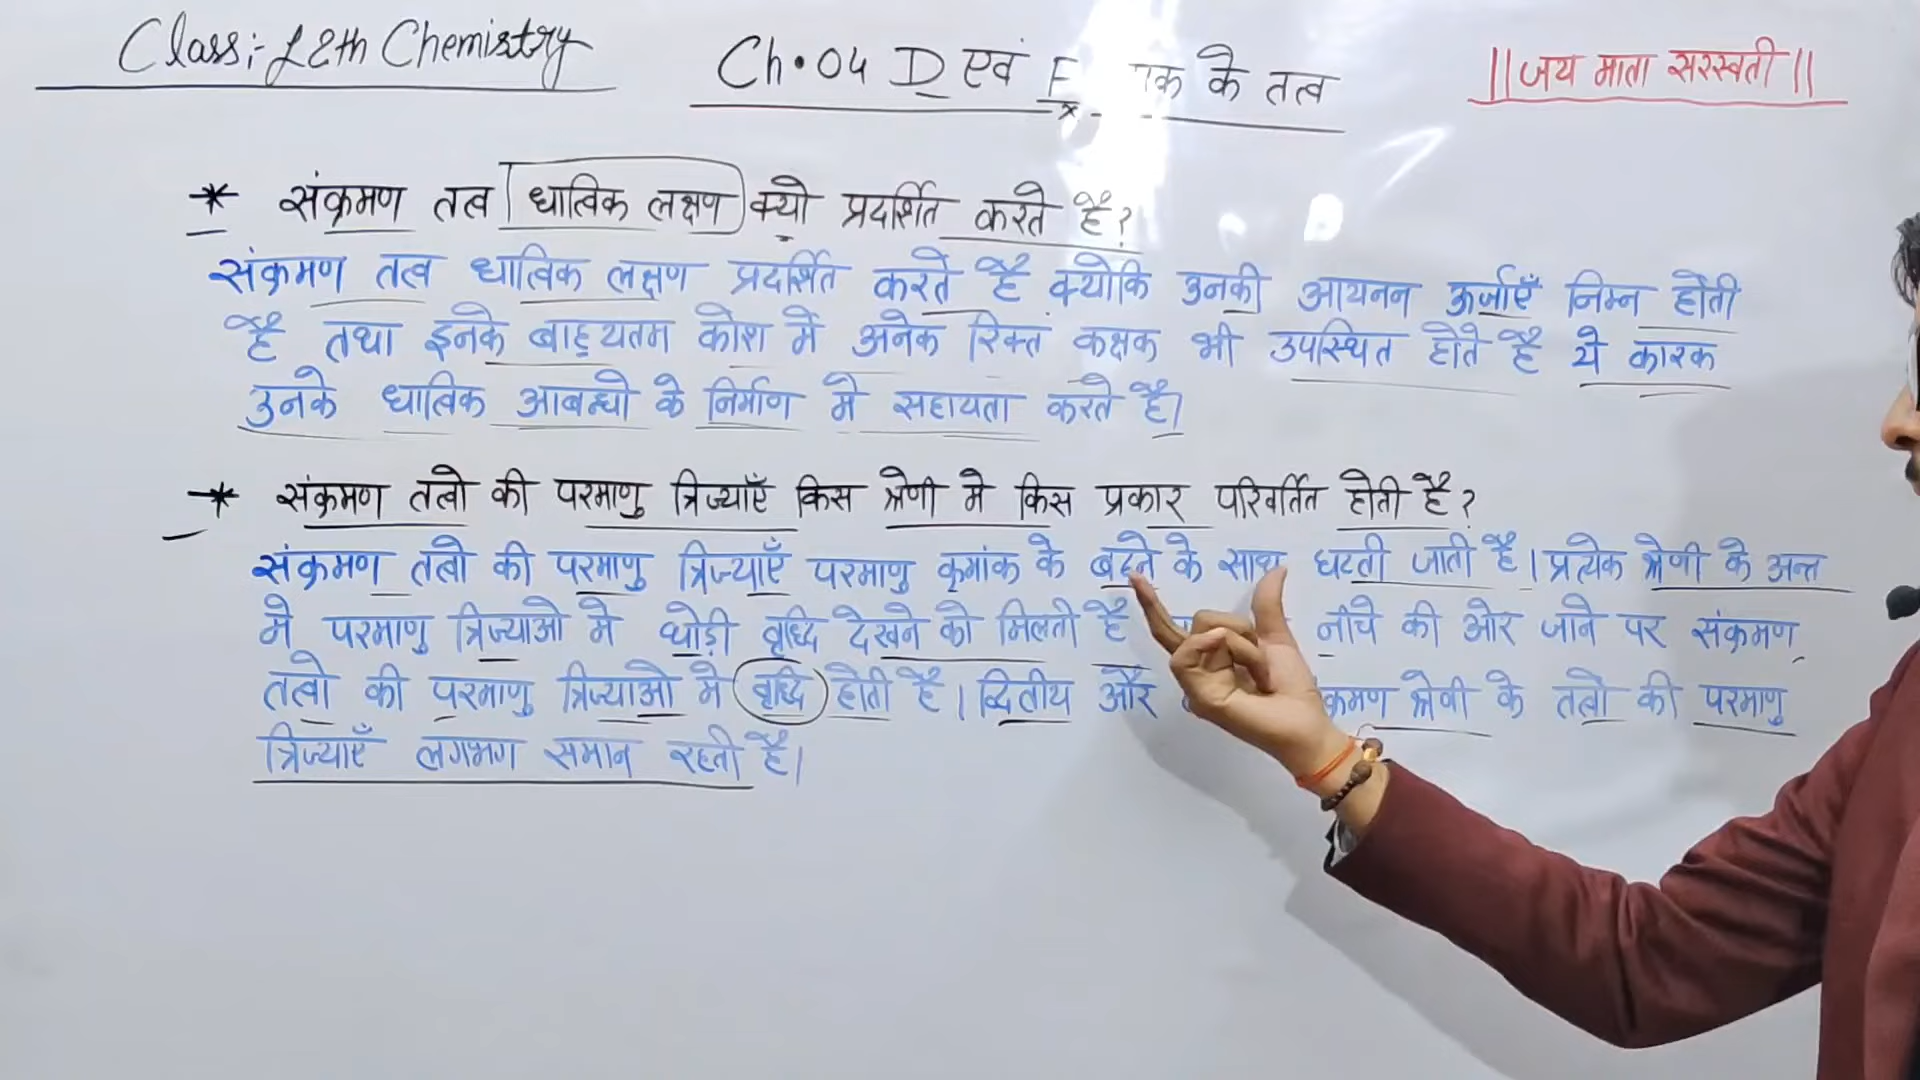 Class:- 12th Chemistry
Ch. 04 D एवं F के तत्व
||जय माता सरस्वती||
* संक्रमण तत्व धात्विक लक्षण क्यो प्रदर्शित करते है?
संक्रमण तत्व धात्विक लक्षण प्रदर्शित करते है क्योकि उनकी आयनन ऊर्जाएँ निम्न होती
है तथा इनके बाह्यतम कोश मे अनेक रिक्त कक्षक भी उपस्थित होते है ये कारक
उनके धात्विक आबन्धो के निर्माण मे सहायता करते है।
* संक्रमण तत्वो की परमाणु त्रिज्याएँ किस श्रेणी मे किस प्रकार परिवर्तित होती है?
संक्रमण तत्वो की परमाणु त्रिज्याएँ परमाणु क्रमांक के बढने के साथ घटती जाती है। प्रत्येक श्रेणी के अन्त
मे परमाणु त्रिज्याओ मे थोड़ी वृद्धि देखने को मिलती है नीचे की ओर जाने पर संक्रमण
तत्वो की परमाणु त्रिज्याओ मे वृद्धि होती है। द्वितीय और श्रेणी के तत्वो की परमाणु
त्रिज्याएँ लगभग समान रहती है।